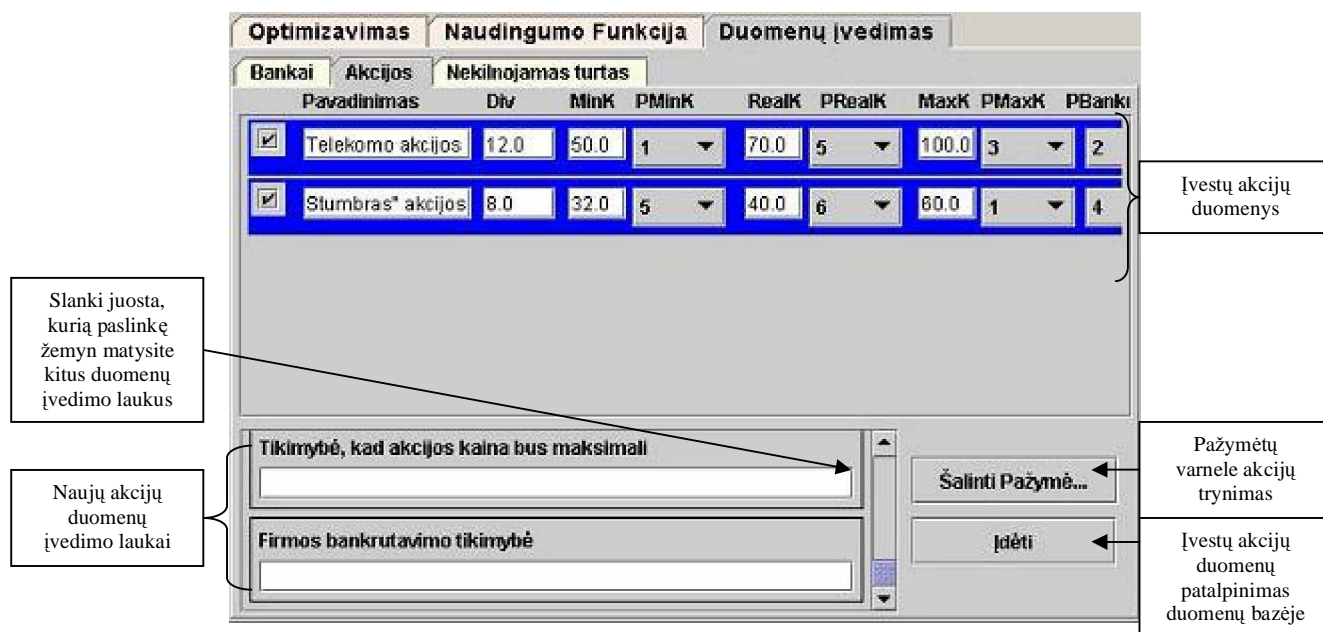 Optimizavimas Naudingumo Funkcija Duomenų įvedimas
Bankai Akcijos Nekilnojamas turtas
Pavadinimas Div MinK PMinK RealK PRealK MaxK PMaxK PBanku
Telekomo akcijos 12.0 50.0 1 70.0 5 100.0 3 2
Stumbras" akcijos 8.0 32.0 5 40.0 6 60.0 1 4
Įvestų akcijų
duomenys
Slanki juosta,
kurią paslinkę
žemyn matysite
kitus duomenų
įvedimo laukus
Tikimybė, kad akcijos kaina bus maksimali
Firmos bankrutavimo tikimybė
Naujų akcijų
duomenų
įvedimo laukai
Šalinti Pažymė...
Įdėti
Pažymėtų
varnele akcijų
trynimas
Įvestų akcijų
duomenų
patalpinimas
duomenų bazėje